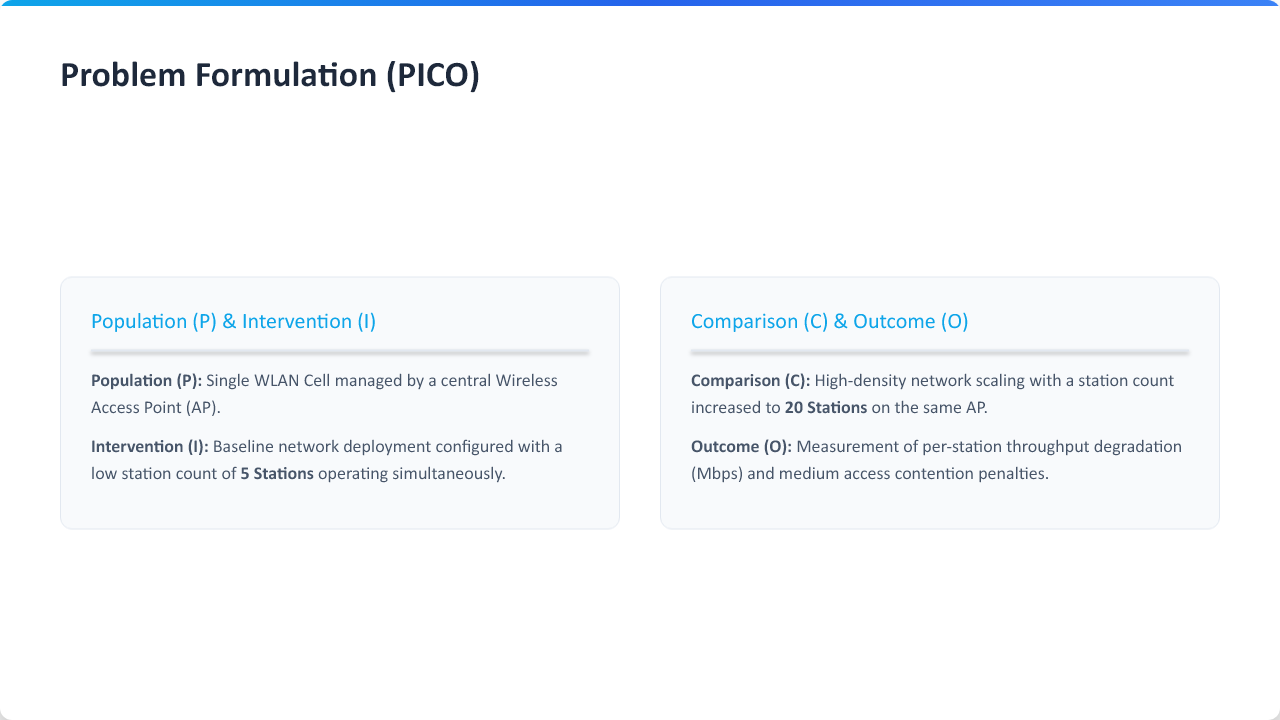 Problem Formulation (PICO)
Population (P) & Intervention (I)
Population (P): Single WLAN Cell managed by a central Wireless
Access Point (AP).
Intervention (I): Baseline network deployment configured with a
low station count of 5 Stations operating simultaneously.
Comparison (C) & Outcome (O)
Comparison (C): High-density network scaling with a station count
increased to 20 Stations on the same AP.
Outcome (O): Measurement of per-station throughput degradation
(Mbps) and medium access contention penalties.